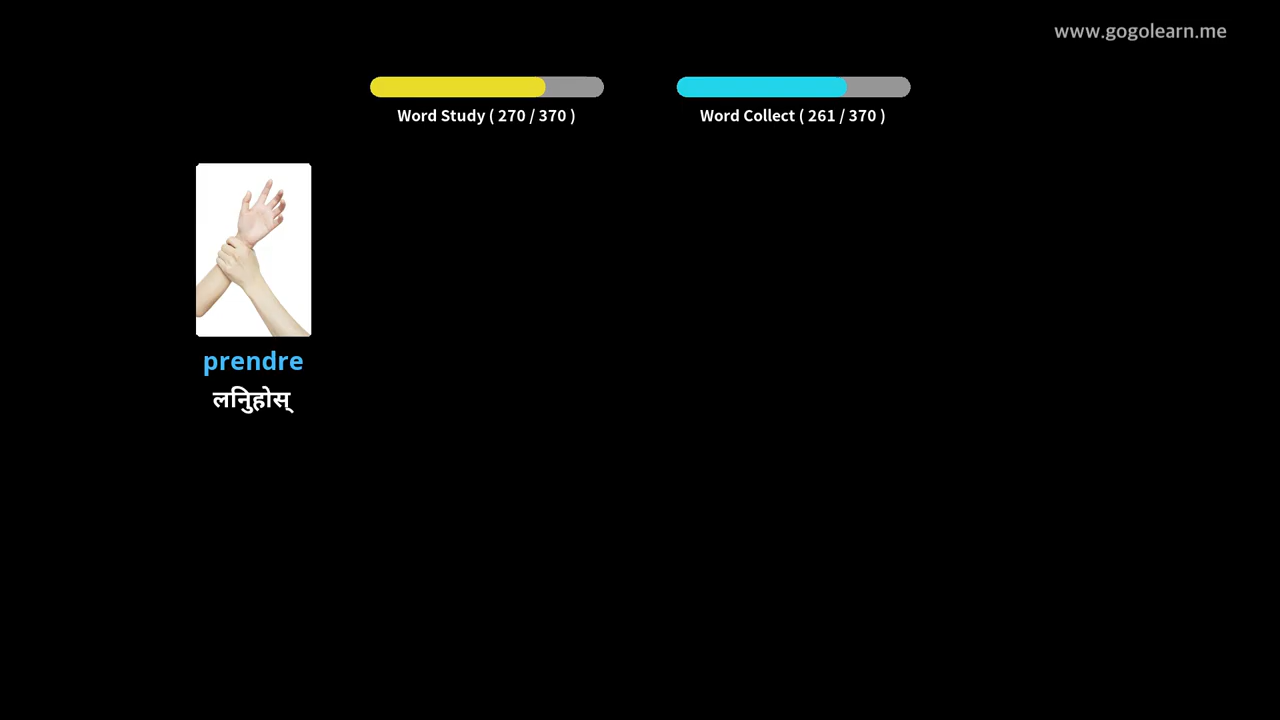 www.gogolearn.me
Word Study ( 270 / 370 )
Word Collect ( 261 / 370 )
prendre
लनिुहोस्